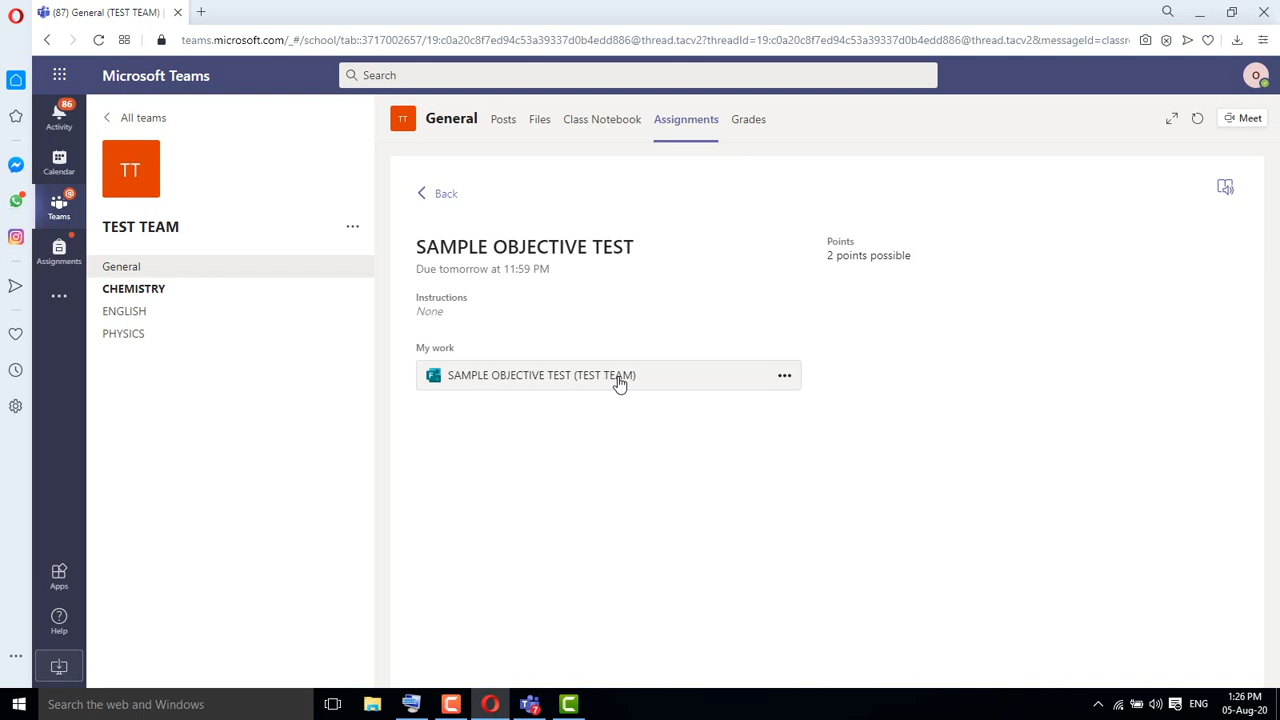 (87) General (TEST TEAM) |
teams.microsoft.com/_#/school/tab::3717002657/19:c0a20c8f7ed94c53a39337d0b4edd886@thread.tacv2?threadId=19:c0a20c8f7ed94c53a39337d0b4edd886@thread.tacv2&messageId=classr
Microsoft Teams
Search
O
86
Activity
Calendar
Teams
Assignments
Apps
Help
All teams
TT
TEST TEAM
General
CHEMISTRY
ENGLISH
PHYSICS
TT
General
Posts
Files
Class Notebook
Assignments
Grades
Meet
Back
SAMPLE OBJECTIVE TEST
Due tomorrow at 11:59 PM
Points
2 points possible
Instructions
None
My work
SAMPLE OBJECTIVE TEST (TEST TEAM)
Search the web and Windows
7
ENG
1:26 PM
05-Aug-20